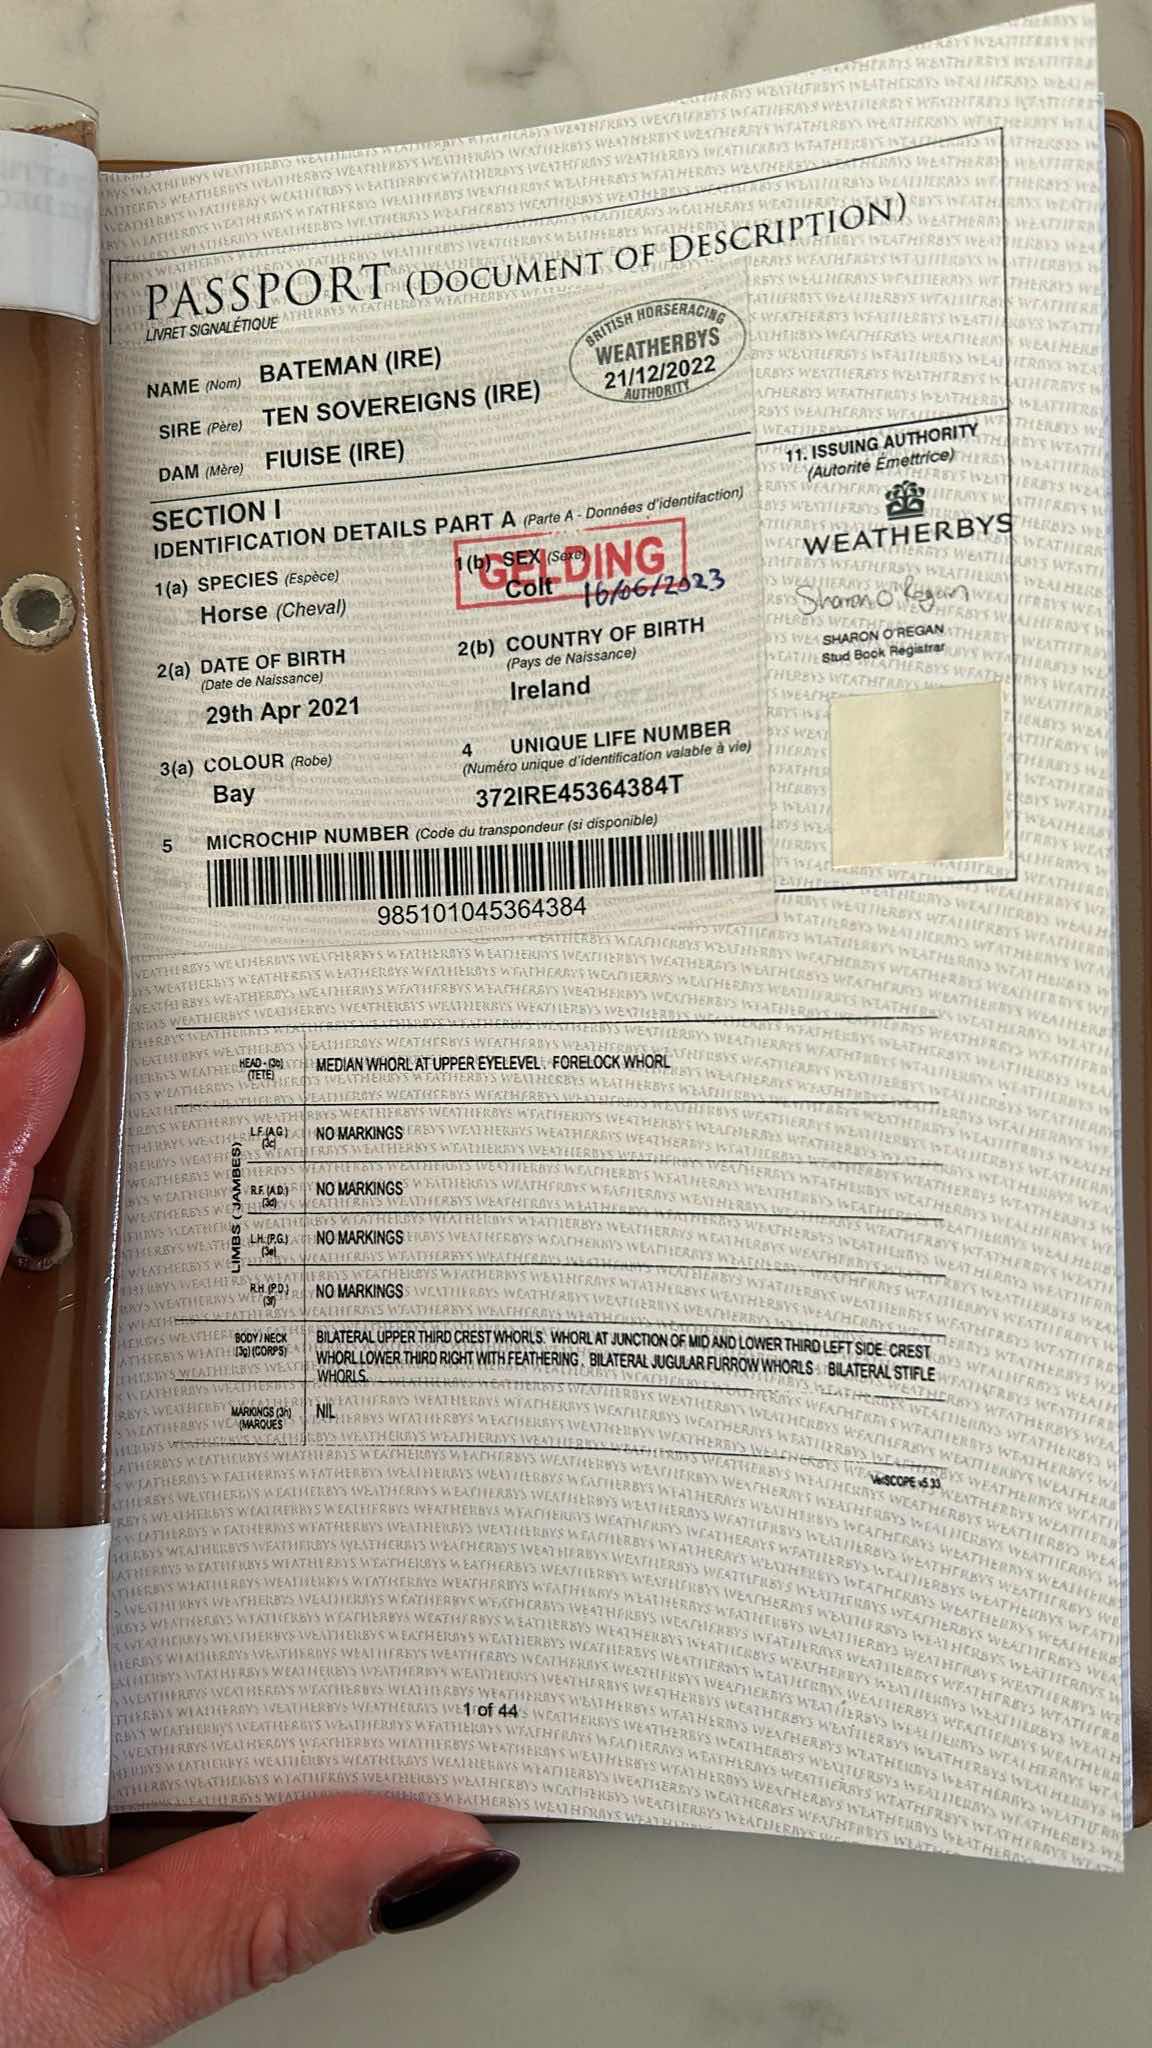 PASSPORT (DOCUMENT OF DESCRIPTION)
LIVRET SIGNALÉTIQUE
NAME (Nom) BATEMAN (IRE)
SIRE (Père) TEN SOVEREIGNS (IRE)
DAM (Mère) FIUISE (IRE)
BRITISH HORSERACING
WEATHERBYS
21/12/2022
AUTHORITY
11. ISSUING AUTHORITY
(Autorité Émettrice)
WEATHERBYS
Sharon O'Regan
SHARON O'REGAN
Stud Book Registrar
SECTION I
IDENTIFICATION DETAILS PART A (Parte A - Données d'identifaction)
1(a) SPECIES (Espèce) 1(b) SEX (Sexe)
GELDING
Horse (Cheval) Colt 16/06/2023
2(a) DATE OF BIRTH 2(b) COUNTRY OF BIRTH
(Date de Naissance) (Pays de Naissance)
29th Apr 2021 Ireland
3(a) COLOUR (Robe) 4 UNIQUE LIFE NUMBER
(Numéro unique d'identification valable à vie)
Bay 372IRE45364384T
5 MICROCHIP NUMBER (Code du transpondeur (si disponible)
985101045364384
HEAD - (3b) MEDIAN WHORL AT UPPER EYELEVEL. FORELOCK WHORL
(TETE)
LIMBS (JAMBES)
L.F. (A.G.) NO MARKINGS
(3c)
R.F. (A.D.) NO MARKINGS
(3d)
L.H. (P.G.) NO MARKINGS
(3e)
R.H. (P.D.) NO MARKINGS
(3f)
BODY / NECK BILATERAL UPPER THIRD CREST WHORLS. WHORL AT JUNCTION OF MID AND LOWER THIRD LEFT SIDE. CREST
(3g) (CORPS) WHORL LOWER THIRD RIGHT WITH FEATHERING. BILATERAL JUGULAR FURROW WHORLS. BILATERAL STIFLE
WHORLS.
MARKINGS (3h) NIL
(MARQUES
VetSCOPE v5.33
1 of 44